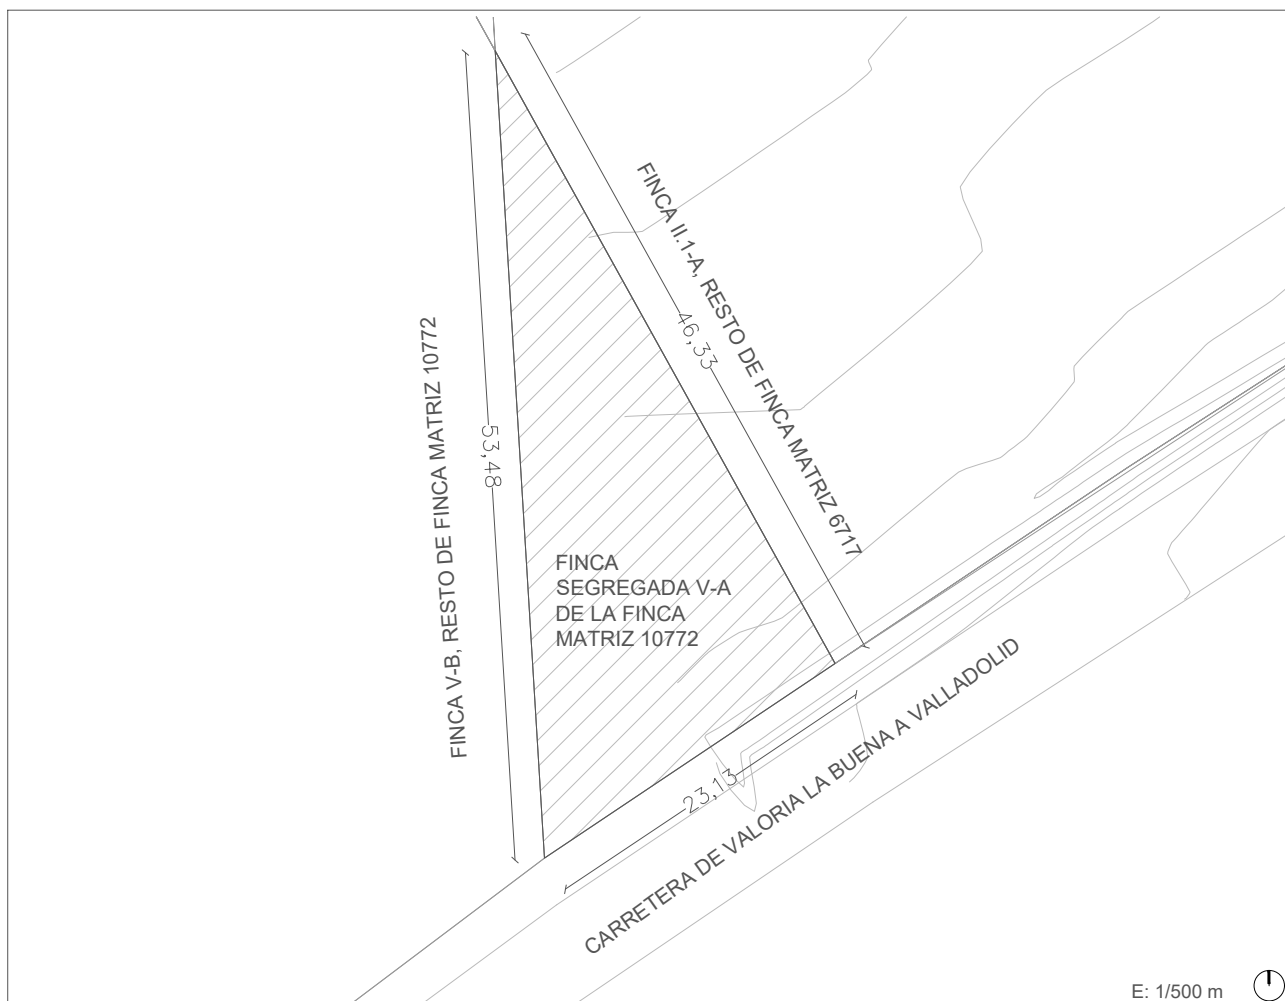 FINCA II.1-A, RESTO DE FINCA MATRIZ 6717
46,33
FINCA V-B, RESTO DE FINCA MATRIZ 10772
53,48
FINCA
SEGREGADA V-A
DE LA FINCA
MATRIZ 10772
23,13
CARRETERA DE VALORIA LA BUENA A VALLADOLID
E: 1/500 m